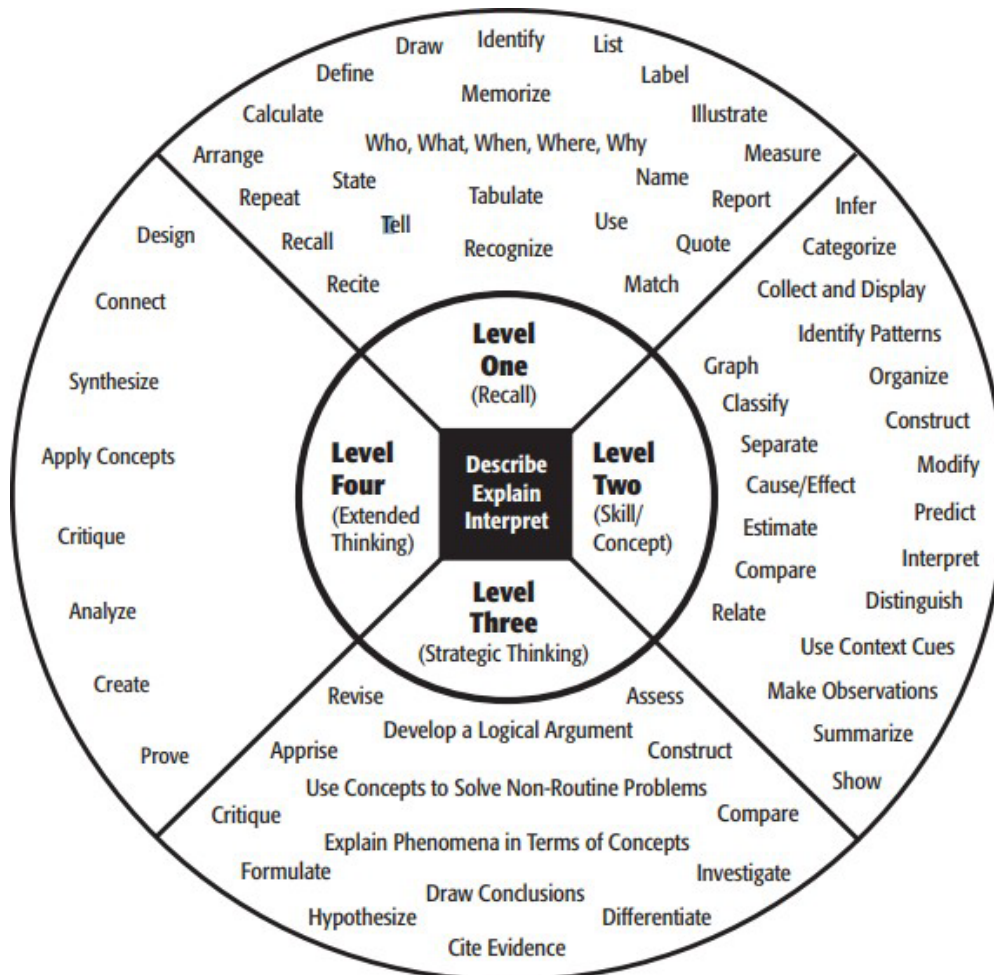 Draw
Identify
List
Define
Label
Memorize
Calculate
Illustrate
Who, What, When, Where, Why
Arrange
Measure
State
Name
Repeat
Tabulate
Report
Tell
Use
Recall
Recognize
Quote
Recite
Match
Infer
Categorize
Collect and Display
Identify Patterns
Graph
Organize
Classify
Construct
Separate
Modify
Cause/Effect
Predict
Estimate
Interpret
Compare
Distinguish
Relate
Use Context Cues
Make Observations
Summarize
Show
Level
One
(Recall)
Level
Two
(Skill/
Concept)
Level
Three
(Strategic Thinking)
Level
Four
(Extended
Thinking)
Describe
Explain
Interpret
Revise
Assess
Develop a Logical Argument
Apprise
Construct
Use Concepts to Solve Non-Routine Problems
Critique
Compare
Explain Phenomena in Terms of Concepts
Formulate
Investigate
Draw Conclusions
Hypothesize
Differentiate
Cite Evidence
Design
Connect
Synthesize
Apply Concepts
Critique
Analyze
Create
Prove